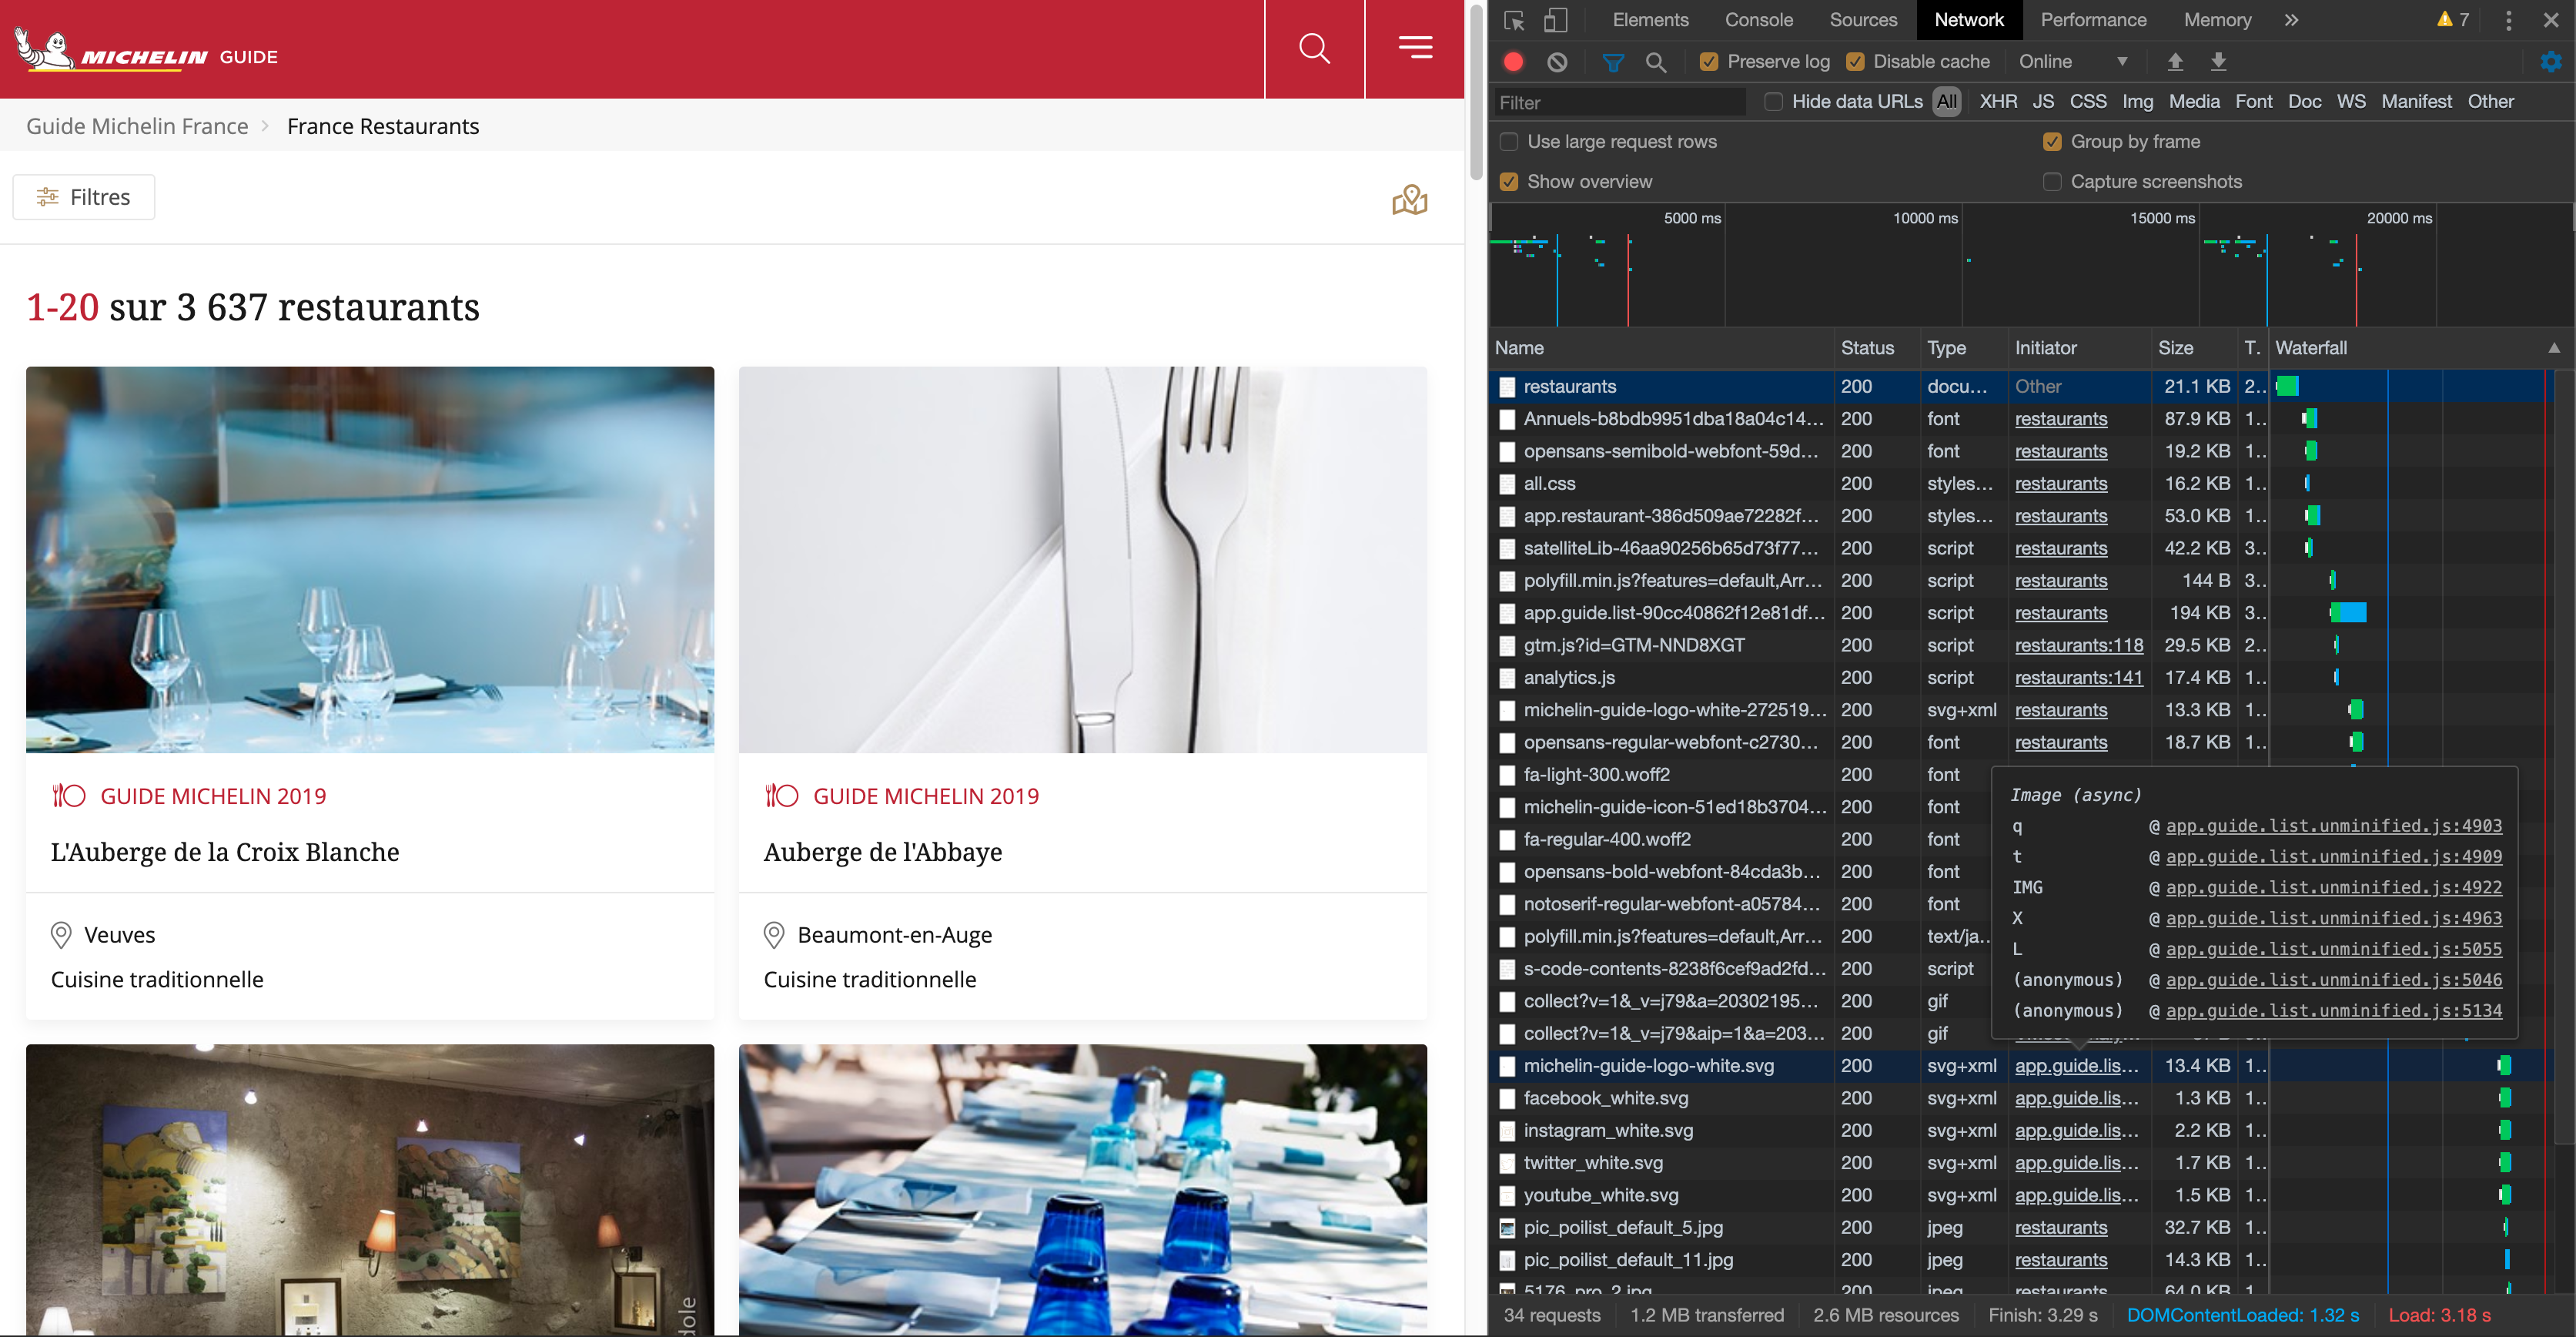 MICHELIN GUIDE
Guide Michelin France > France Restaurants
Filtres
1-20 sur 3 637 restaurants
GUIDE MICHELIN 2019
L'Auberge de la Croix Blanche
Veuves
Cuisine traditionnelle
GUIDE MICHELIN 2019
Auberge de l'Abbaye
Beaumont-en-Auge
Cuisine traditionnelle
dole
Elements Console Sources Network Performance Memory » 7
Preserve log Disable cache Online
Filter Hide data URLs All XHR JS CSS Img Media Font Doc WS Manifest Other
Use large request rows Group by frame
Show overview Capture screenshots
5000 ms 10000 ms 15000 ms 20000 ms
Name Status Type Initiator Size T. Waterfall
restaurants 200 docu... Other 21.1 KB 2..
Annuels-b8bdb9951dba18a04c14... 200 font restaurants 87.9 KB 1..
opensans-semibold-webfont-59d... 200 font restaurants 19.2 KB 1..
all.css 200 styles... restaurants 16.2 KB 1..
app.restaurant-386d509ae72282f... 200 styles... restaurants 53.0 KB 1..
satelliteLib-46aa90256b65d73f77... 200 script restaurants 42.2 KB 3..
polyfill.min.js?features=default,Arr... 200 script restaurants 144 B 3..
app.guide.list-90cc40862f12e81df... 200 script restaurants 194 KB 3..
gtm.js?id=GTM-NND8XGT 200 script restaurants:118 29.5 KB 2..
analytics.js 200 script restaurants:141 17.4 KB 1..
michelin-guide-logo-white-272519... 200 svg+xml restaurants 13.3 KB 1..
opensans-regular-webfont-c2730... 200 font restaurants 18.7 KB 1..
fa-light-300.woff2 200 font
michelin-guide-icon-51ed18b3704... 200 font
fa-regular-400.woff2 200 font
opensans-bold-webfont-84cda3b... 200 font
notoserif-regular-webfont-a05784... 200 font
polyfill.min.js?features=default,Arr... 200 text/ja..
s-code-contents-8238f6cef9ad2fd... 200 script
collect?v=1&_v=j79&a=20302195... 200 gif
collect?v=1&_v=j79&aip=1&a=203... 200 gif
Image (async)
q @ app.guide.list.unminified.js:4903
t @ app.guide.list.unminified.js:4909
IMG @ app.guide.list.unminified.js:4922
X @ app.guide.list.unminified.js:4963
L @ app.guide.list.unminified.js:5055
(anonymous) @ app.guide.list.unminified.js:5046
(anonymous) @ app.guide.list.unminified.js:5134
michelin-guide-logo-white.svg 200 svg+xml app.guide.lis... 13.4 KB 1..
facebook_white.svg 200 svg+xml app.guide.lis... 1.3 KB 1..
instagram_white.svg 200 svg+xml app.guide.lis... 2.2 KB 1..
twitter_white.svg 200 svg+xml app.guide.lis... 1.7 KB 1..
youtube_white.svg 200 svg+xml app.guide.lis... 1.5 KB 1..
pic_poilist_default_5.jpg 200 jpeg restaurants 32.7 KB 1..
pic_poilist_default_11.jpg 200 jpeg restaurants 14.3 KB 1..
5176_pro_2.jpg 200 jpeg restaurants 64.0 KB 1..
34 requests 1.2 MB transferred 2.6 MB resources Finish: 3.29 s DOMContentLoaded: 1.32 s Load: 3.18 s